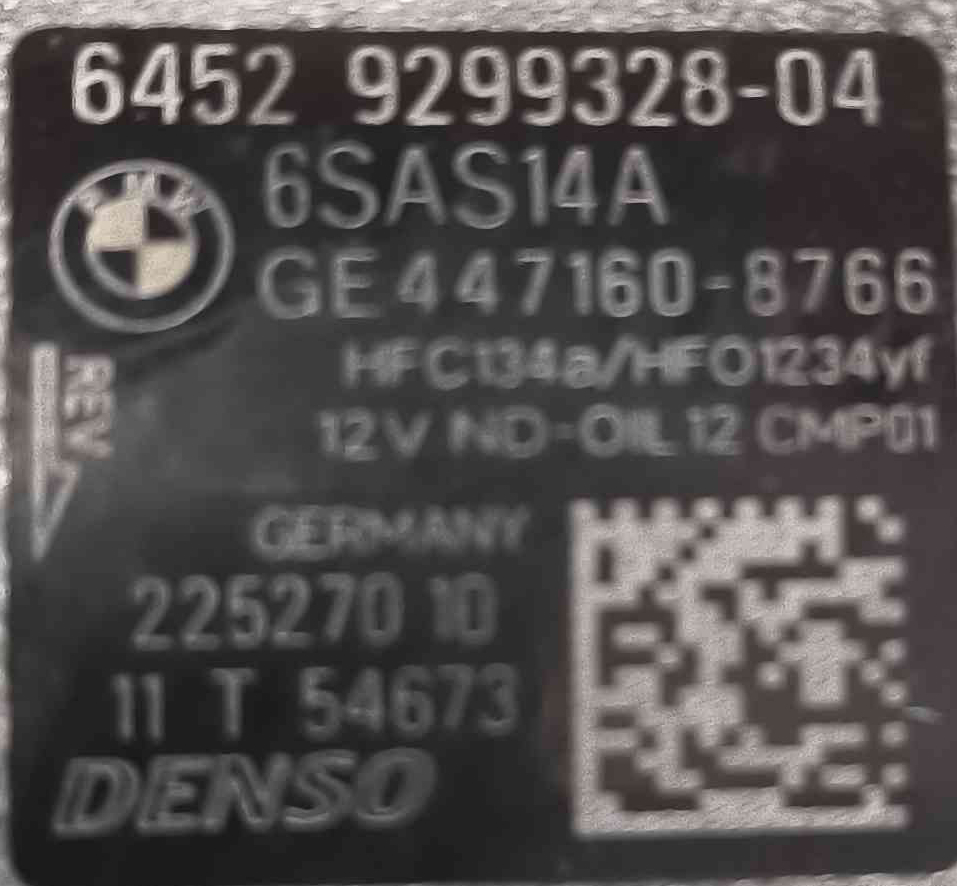 6452 9299328-04
6SAS14A
GE447160-8766
HFC134a/HFO1234yf
12V ND-OIL12 CMP01
REV
GERMANY
225270 10
11 T 54673
DENSO